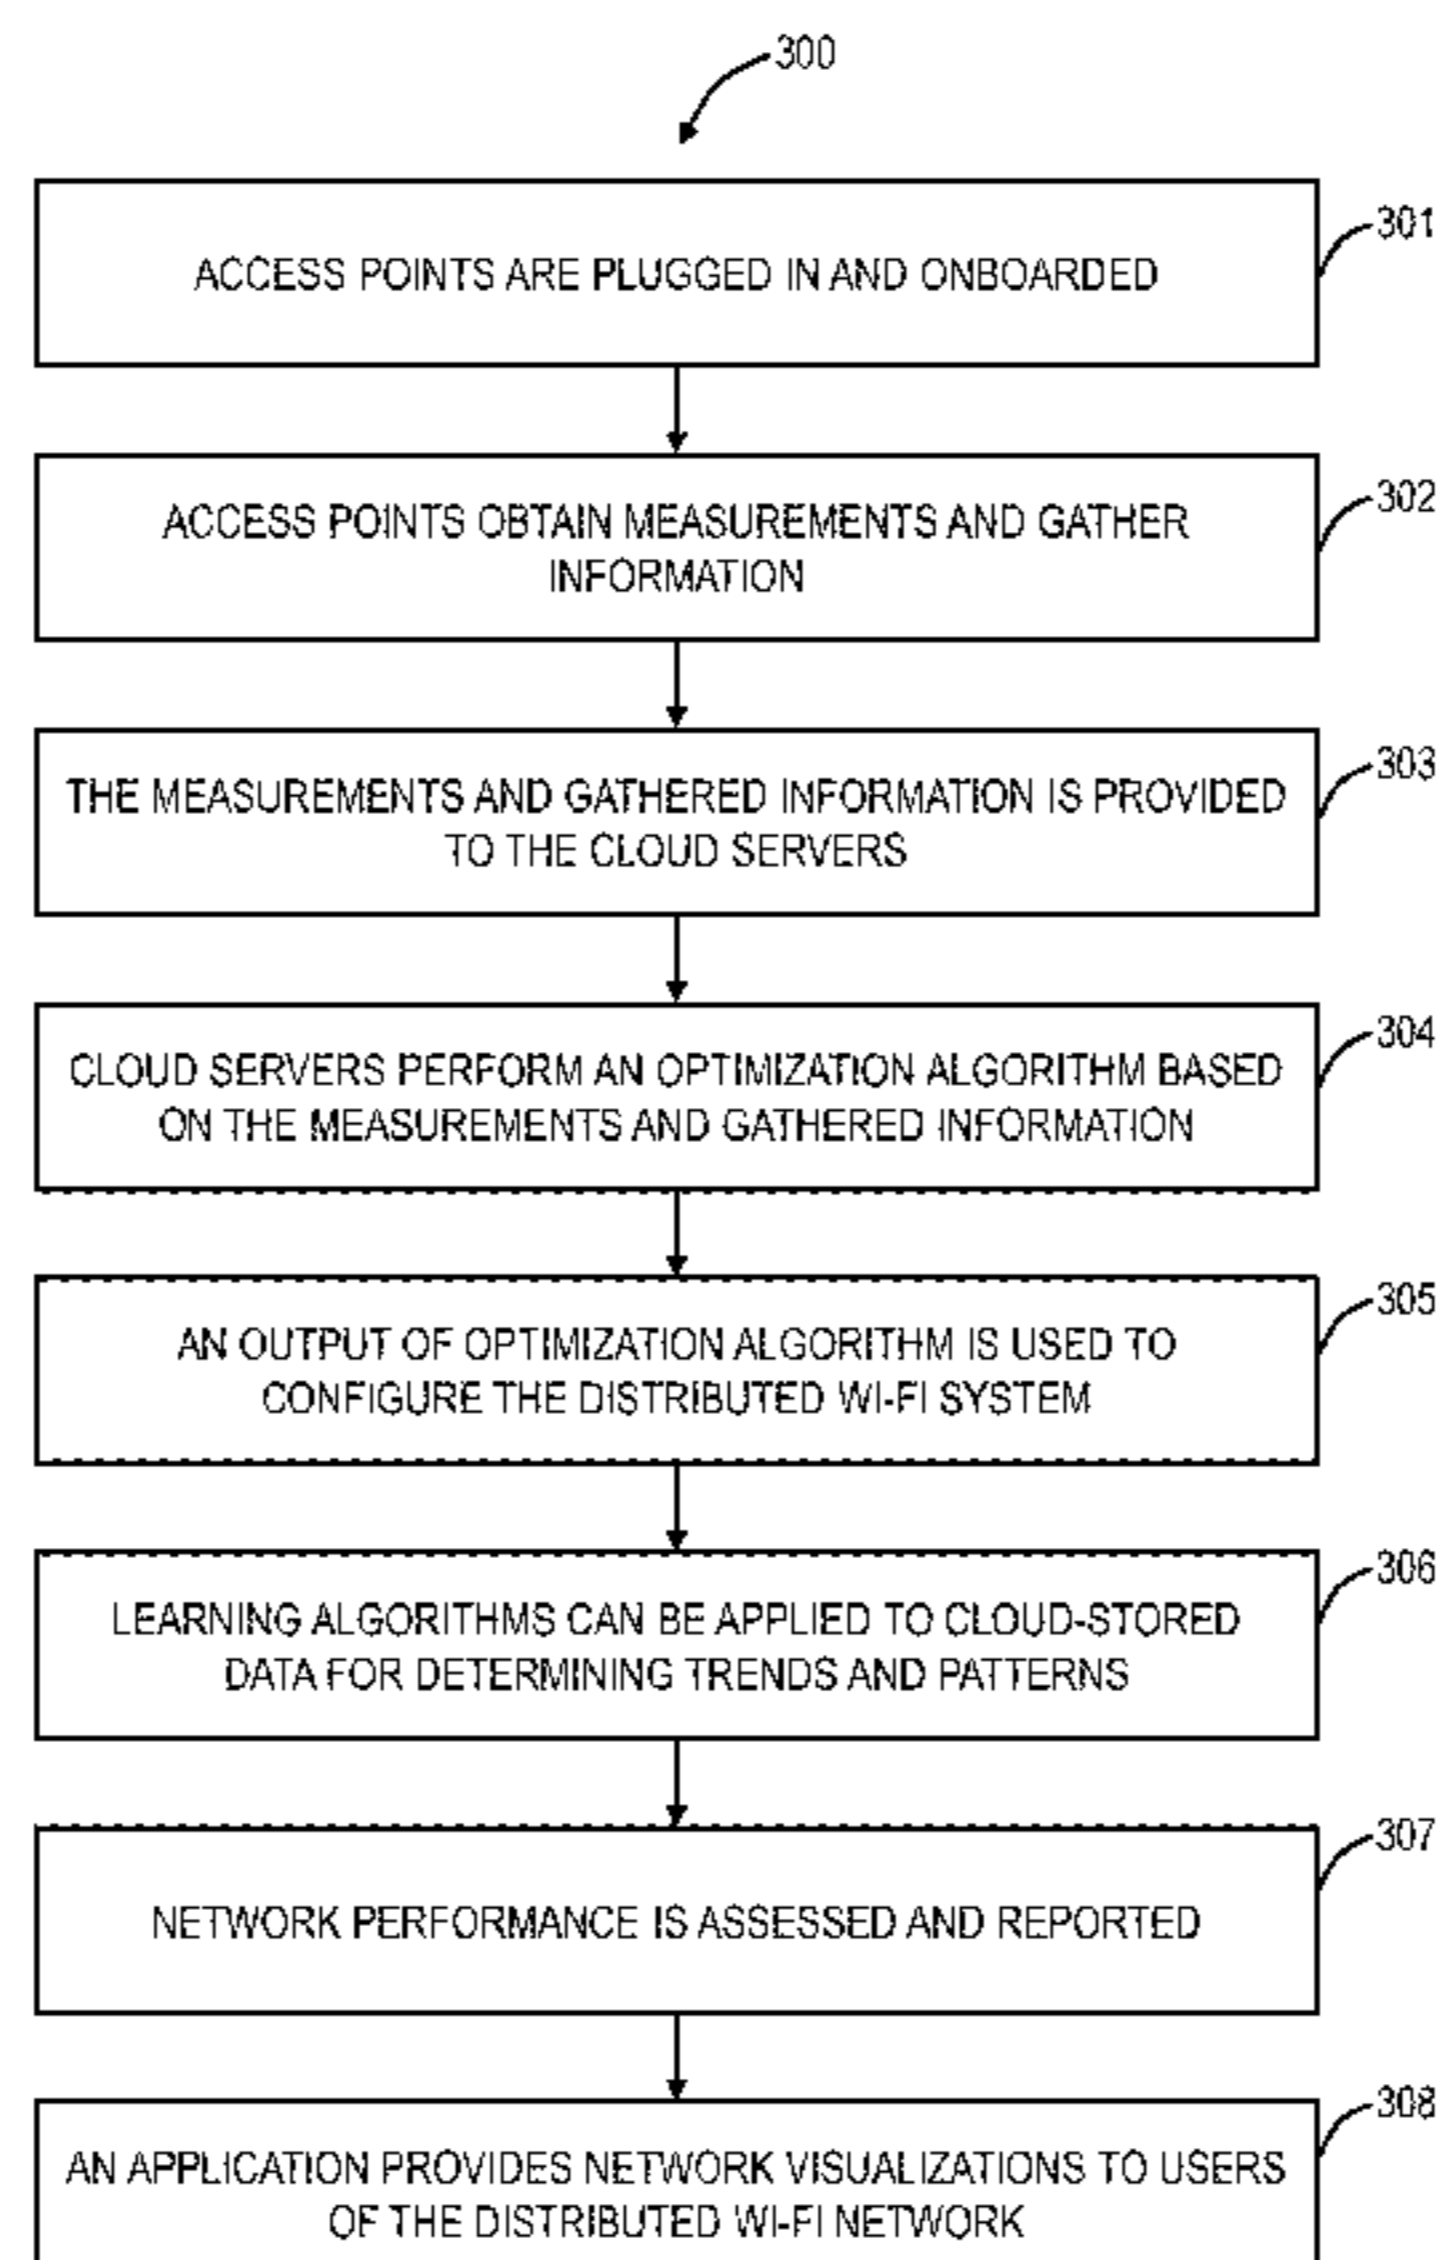 300
301
ACCESS POINTS ARE PLUGGED IN AND ONBOARDED
302
ACCESS POINTS OBTAIN MEASUREMENTS AND GATHER
INFORMATION
303
THE MEASUREMENTS AND GATHERED INFORMATION IS PROVIDED
TO THE CLOUD SERVERS
304
CLOUD SERVERS PERFORM AN OPTIMIZATION ALGORITHM BASED
ON THE MEASUREMENTS AND GATHERED INFORMATION
305
AN OUTPUT OF OPTIMIZATION ALGORITHM IS USED TO
CONFIGURE THE DISTRIBUTED WI-FI SYSTEM
306
LEARNING ALGORITHMS CAN BE APPLIED TO CLOUD-STORED
DATA FOR DETERMINING TRENDS AND PATTERNS
307
NETWORK PERFORMANCE IS ASSESSED AND REPORTED
308
AN APPLICATION PROVIDES NETWORK VISUALIZATIONS TO USERS
OF THE DISTRIBUTED WI-FI NETWORK